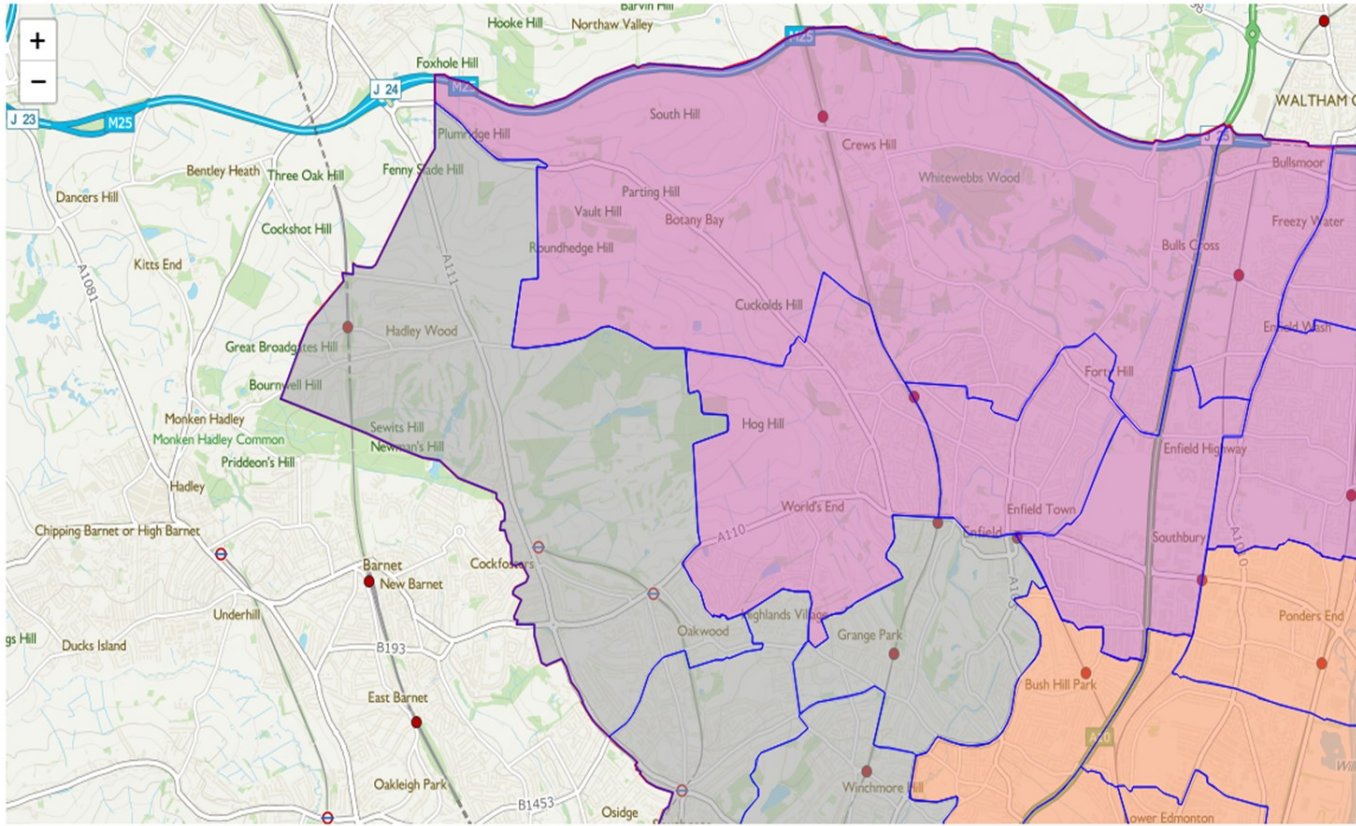 Barvin Hill
Hooke Hill
Northaw Valley
+
−
M25
Foxhole Hill
J 24
M25
WALTHAM
J 23
M25
South Hill
Plumridge Hill
J 25
Crews Hill
Bullsmoor
Bentley Heath
Three Oak Hill
Fenny Slade Hill
Whitewebbs Wood
Dancers Hill
Parting Hill
Vault Hill
Botany Bay
Freezy Water
Cockshot Hill
Roundhedge Hill
Bulls Cross
Kitts End
A1081
A111
Cuckolds Hill
Hadley Wood
Enfield Wash
Great Broadgates Hill
Forty Hill
Bournwell Hill
Monken Hadley
Sewits Hill
Hog Hill
Monken Hadley Common
Newman's Hill
Enfield Highway
Priddeon's Hill
Hadley
World's End
Enfield Town
Chipping Barnet or High Barnet
A110
Enfield
Southbury
Barnet
Cockfosters
New Barnet
A105
Underhill
Highlands Village
Ponders End
gs Hill
Ducks Island
Oakwood
Grange Park
B193
Bush Hill Park
East Barnet
A10
Oakleigh Park
Winchmore Hill
B1453
Osidge
Lower Edmonton